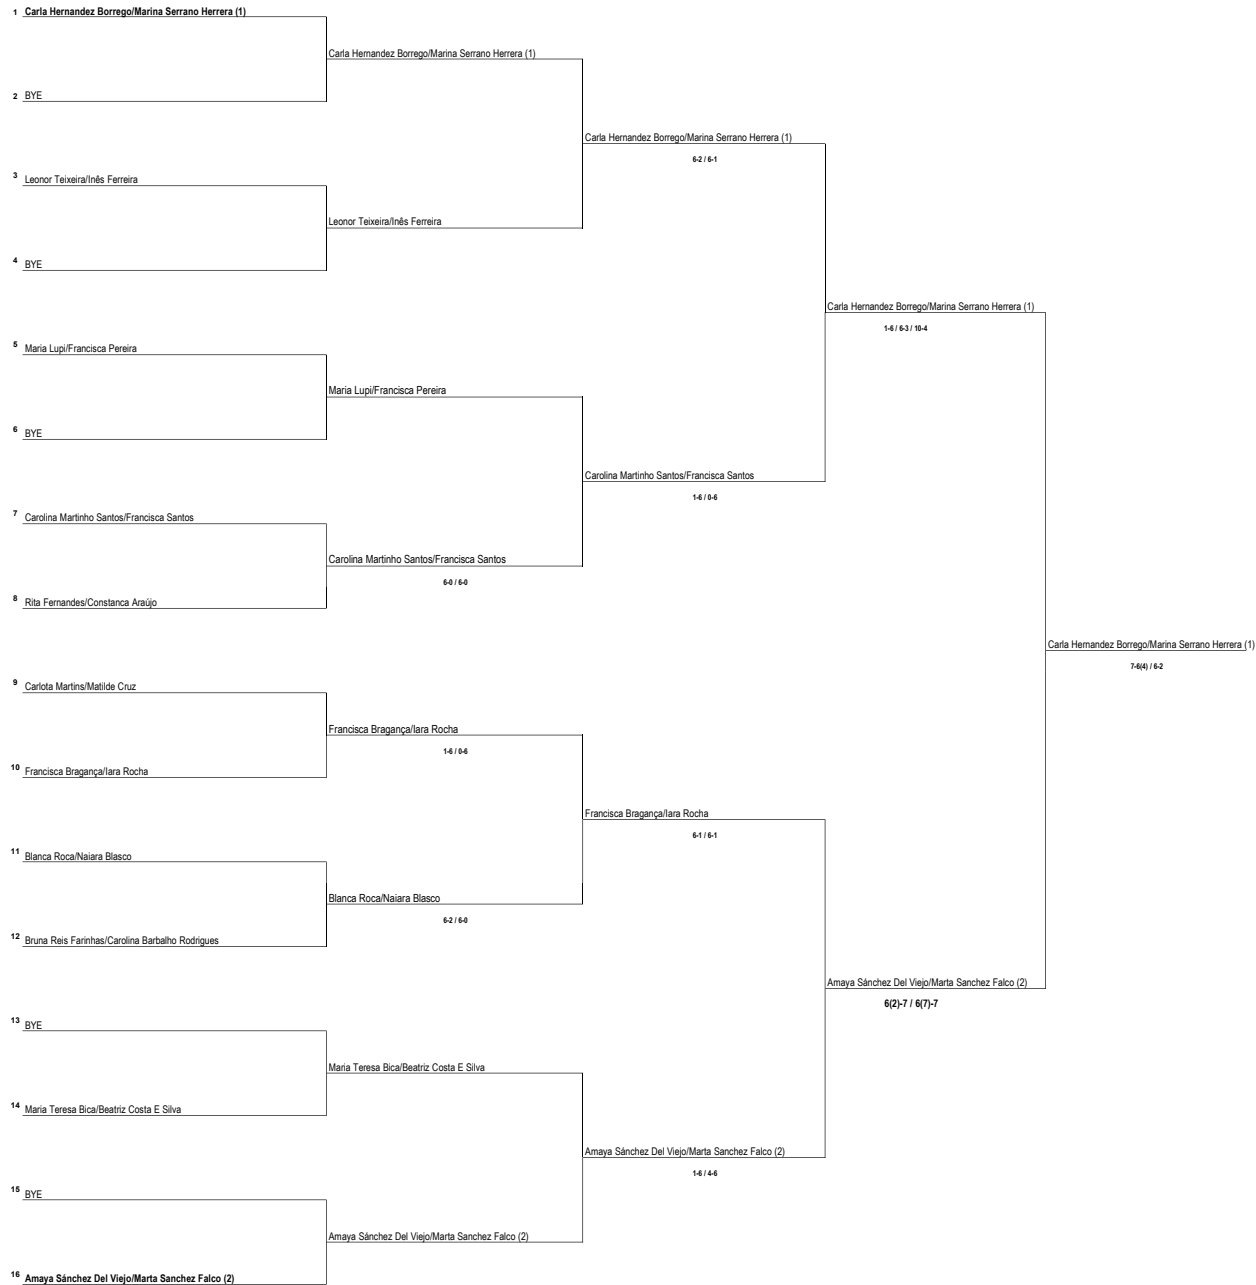 1 Carla Hernandez Borrego/Marina Serrano Herrera (1)
Carla Hernandez Borrego/Marina Serrano Herrera (1)
2 BYE
Carla Hernandez Borrego/Marina Serrano Herrera (1)
6-2 / 6-1
3 Leonor Teixeira/Inês Ferreira
Leonor Teixeira/Inês Ferreira
4 BYE
Carla Hernandez Borrego/Marina Serrano Herrera (1)
1-6 / 6-3 / 10-4
5 Maria Lupi/Francisca Pereira
Maria Lupi/Francisca Pereira
6 BYE
Carolina Martinho Santos/Francisca Santos
1-6 / 0-6
7 Carolina Martinho Santos/Francisca Santos
Carolina Martinho Santos/Francisca Santos
6-0 / 6-0
8 Rita Fernandes/Constanca Araújo
Carla Hernandez Borrego/Marina Serrano Herrera (1)
7-6(4) / 6-2
9 Carlota Martins/Matilde Cruz
Francisca Bragança/Iara Rocha
1-6 / 0-6
10 Francisca Bragança/Iara Rocha
Francisca Bragança/Iara Rocha
6-1 / 6-1
11 Blanca Roca/Naiara Blasco
Blanca Roca/Naiara Blasco
6-2 / 6-0
12 Bruna Reis Farinhas/Carolina Barbalho Rodrigues
Amaya Sánchez Del Viejo/Marta Sanchez Falco (2)
6(2)-7 / 6(7)-7
13 BYE
Maria Teresa Bica/Beatriz Costa E Silva
14 Maria Teresa Bica/Beatriz Costa E Silva
Amaya Sánchez Del Viejo/Marta Sanchez Falco (2)
1-6 / 4-6
15 BYE
Amaya Sánchez Del Viejo/Marta Sanchez Falco (2)
16 Amaya Sánchez Del Viejo/Marta Sanchez Falco (2)